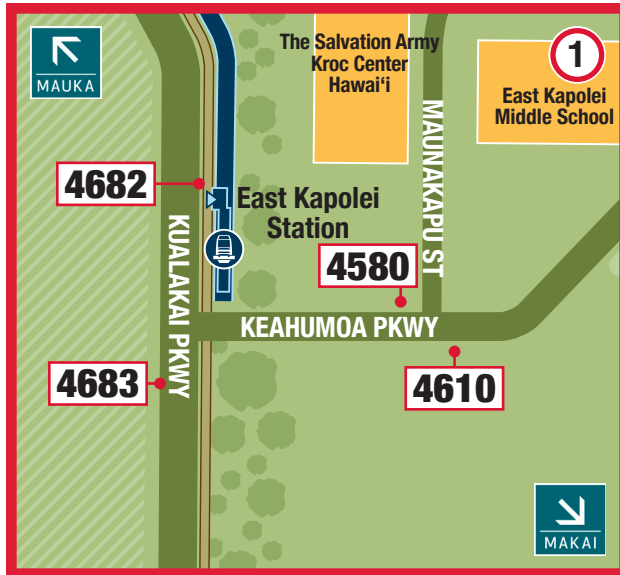 MAUKA
The Salvation Army
Kroc Center
Hawai‘i
1
East Kapolei
Middle School
4682
East Kapolei
Station
MAUNAKAPU ST
KUALAKAI PKWY
4580
KEAHUMOA PKWY
4683
4610
MAKAI